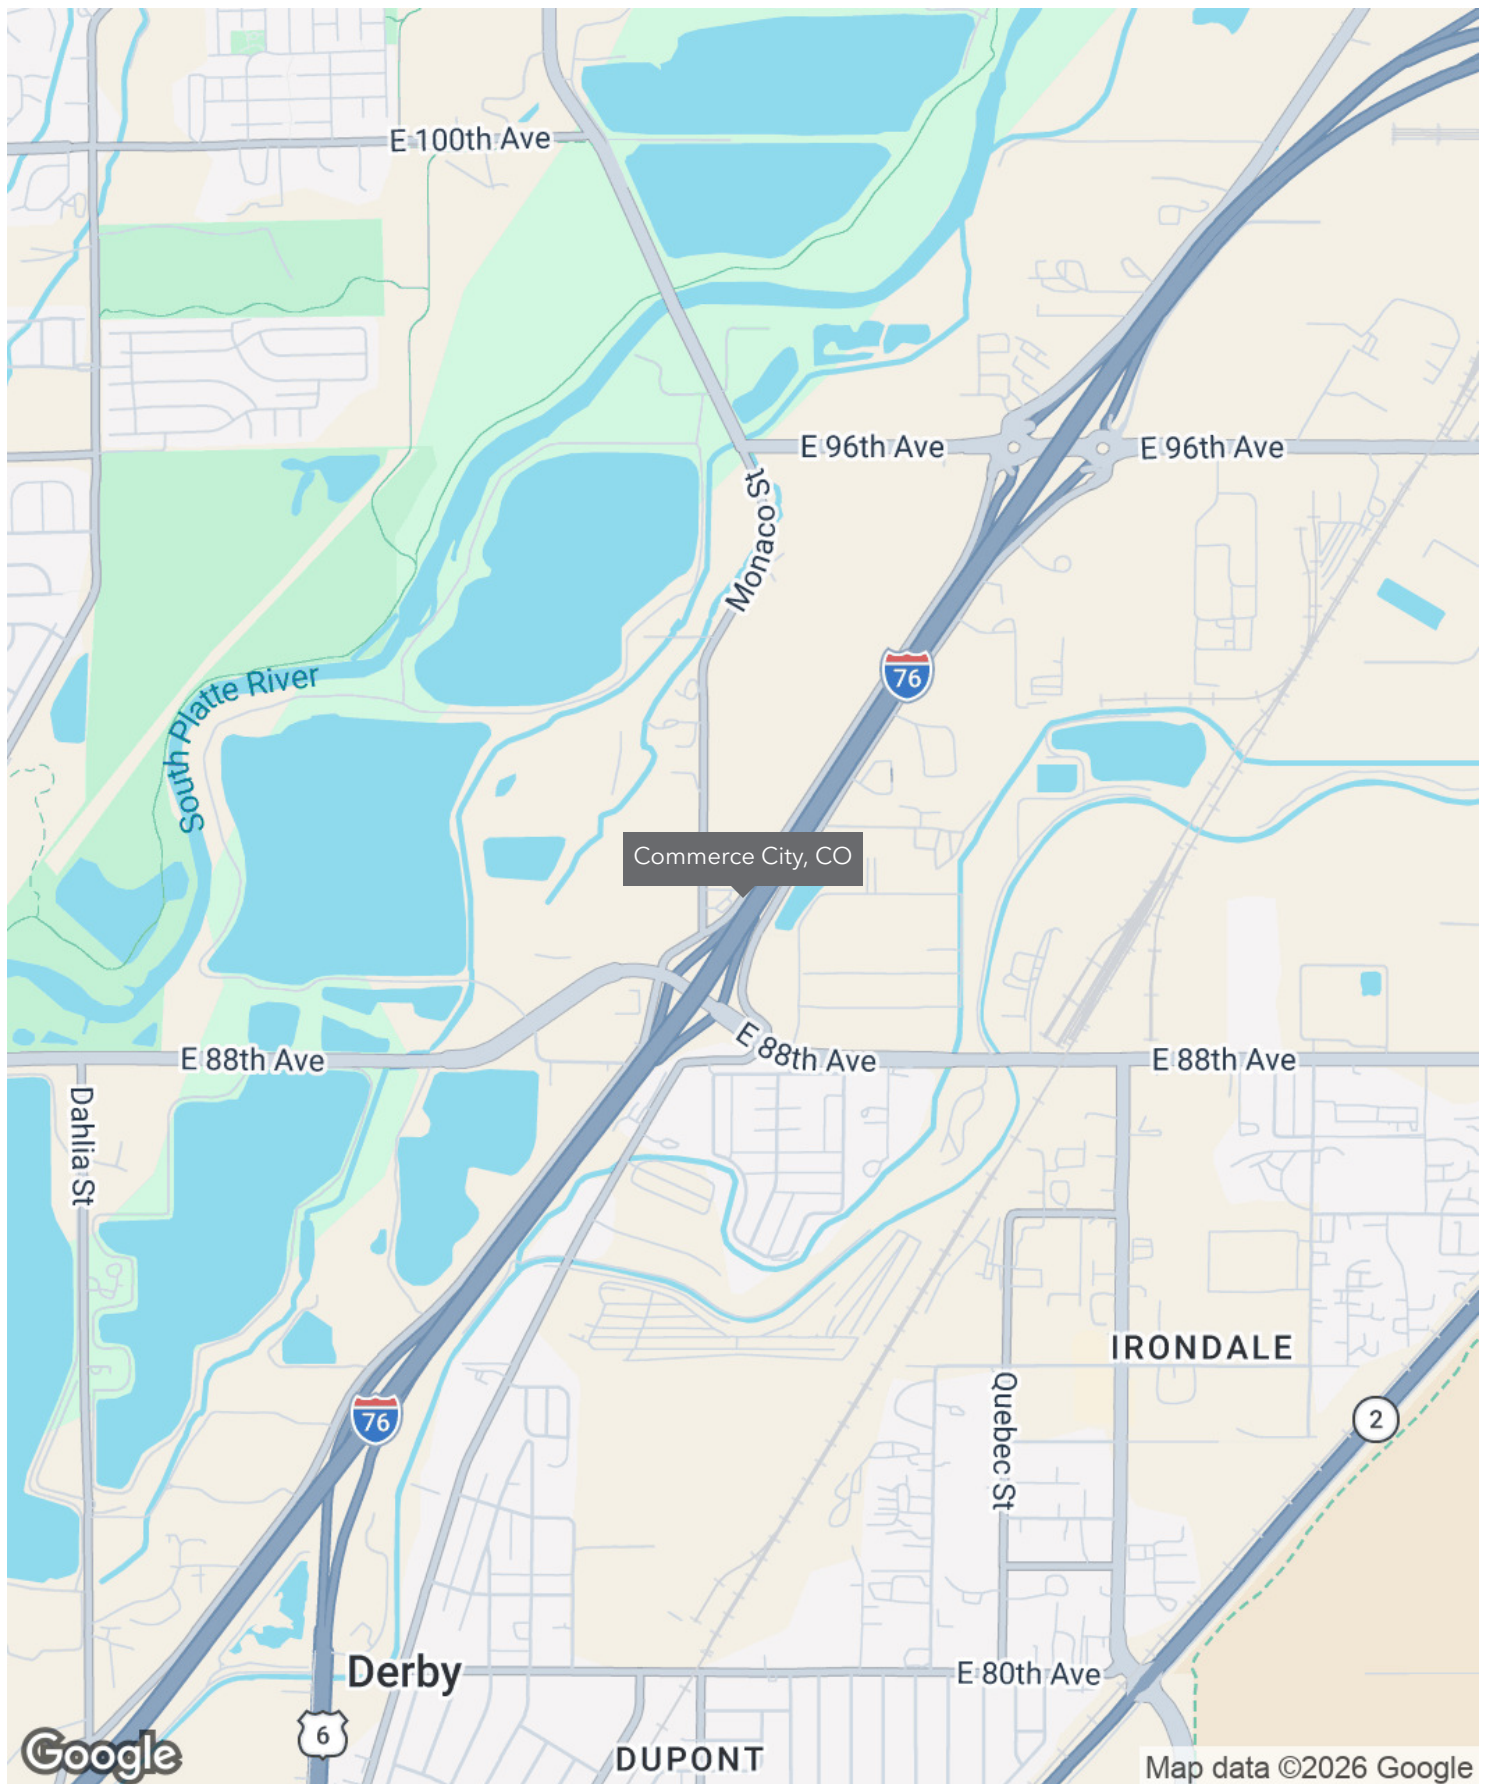 E 100th Ave
E 96th Ave
E 96th Ave
Monaco St
76
South Platte River
Commerce City, CO
E 88th Ave
E 88th Ave
E 88th Ave
Dahlia St
IRONDALE
Quebec St
2
76
Derby
E 80th Ave
6
DUPONT
Google
Map data ©2026 Google